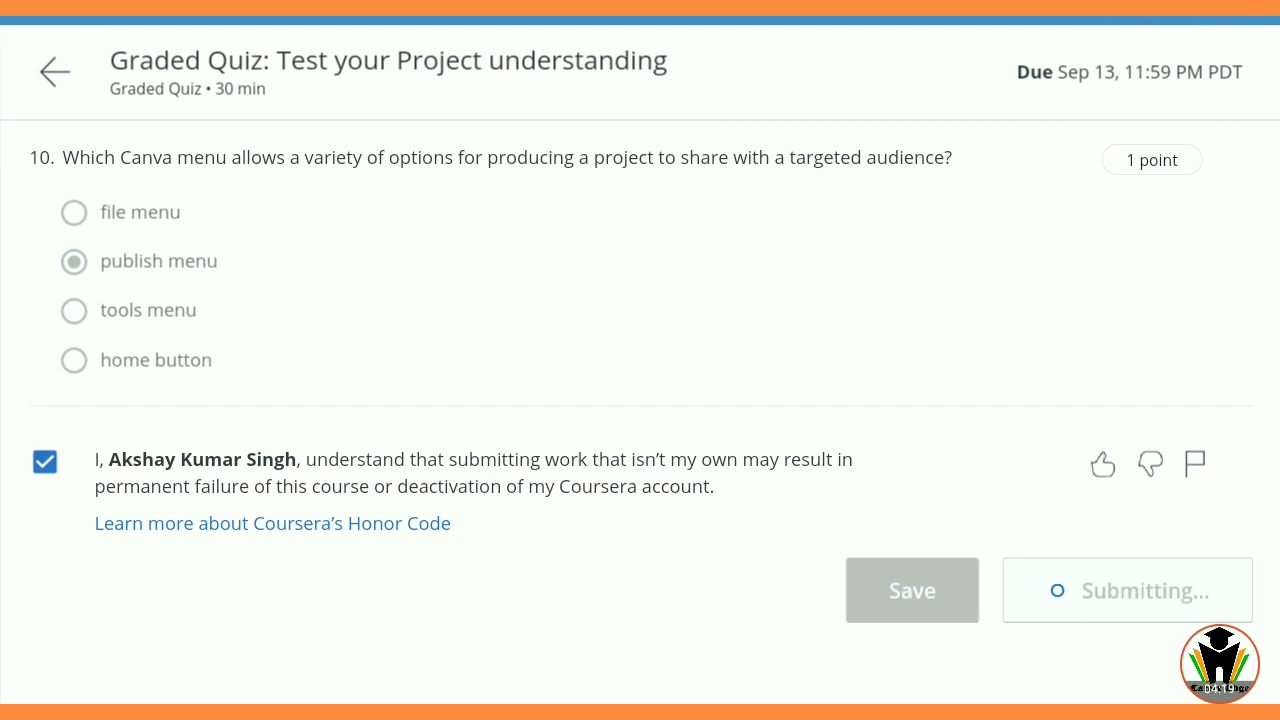 Graded Quiz: Test your Project understanding
Graded Quiz • 30 min
Due Sep 13, 11:59 PM PDT
10. Which Canva menu allows a variety of options for producing a project to share with a targeted audience?
1 point
file menu
publish menu
tools menu
home button
I, Akshay Kumar Singh, understand that submitting work that isn't my own may result in
permanent failure of this course or deactivation of my Coursera account.
Learn more about Coursera's Honor Code
Save
Submitting...
04:19